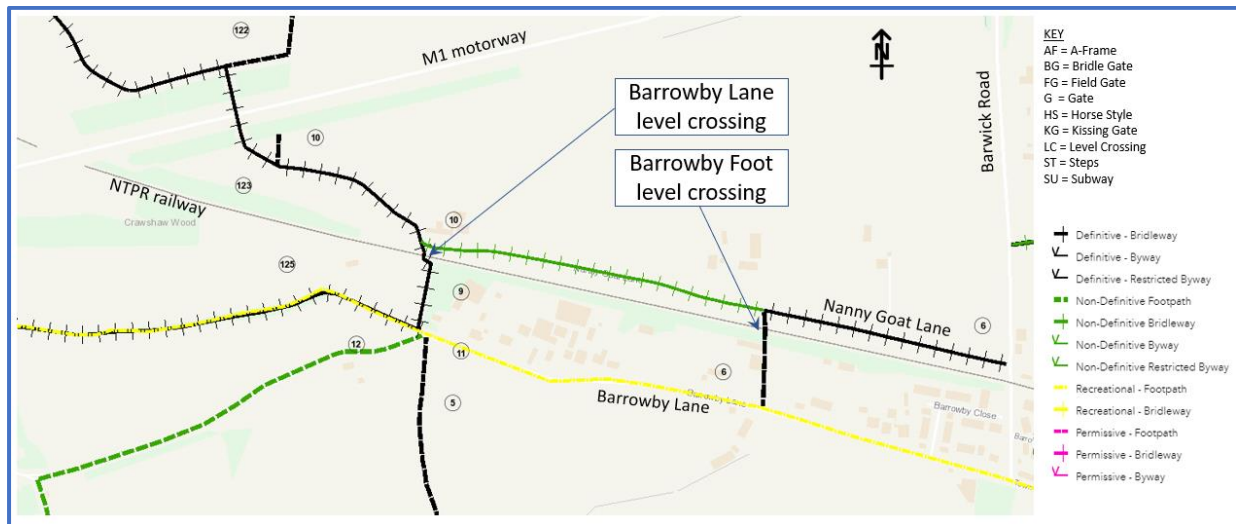 122
M1 motorway
N
Barwick Road
Barrowby Lane
level crossing
10
Barrowby Foot
level crossing
123
NTPR railway
Crawshaw Wood
10
125
9
Nanny Goat Lane
6
12
11
6
Barrowby Lane
5
Barrowby Close
KEY
AF = A-Frame
BG = Bridle Gate
FG = Field Gate
G = Gate
HS = Horse Style
KG = Kissing Gate
LC = Level Crossing
ST = Steps
SU = Subway
Definitive - Bridleway
Definitive - Byway
Definitive - Restricted Byway
Non-Definitive Footpath
Non-Definitive Bridleway
Non-Definitive Byway
Non-Definitive Restricted Byway
Recreational - Footpath
Recreational - Bridleway
Permissive - Footpath
Permissive - Bridleway
Permissive - Byway